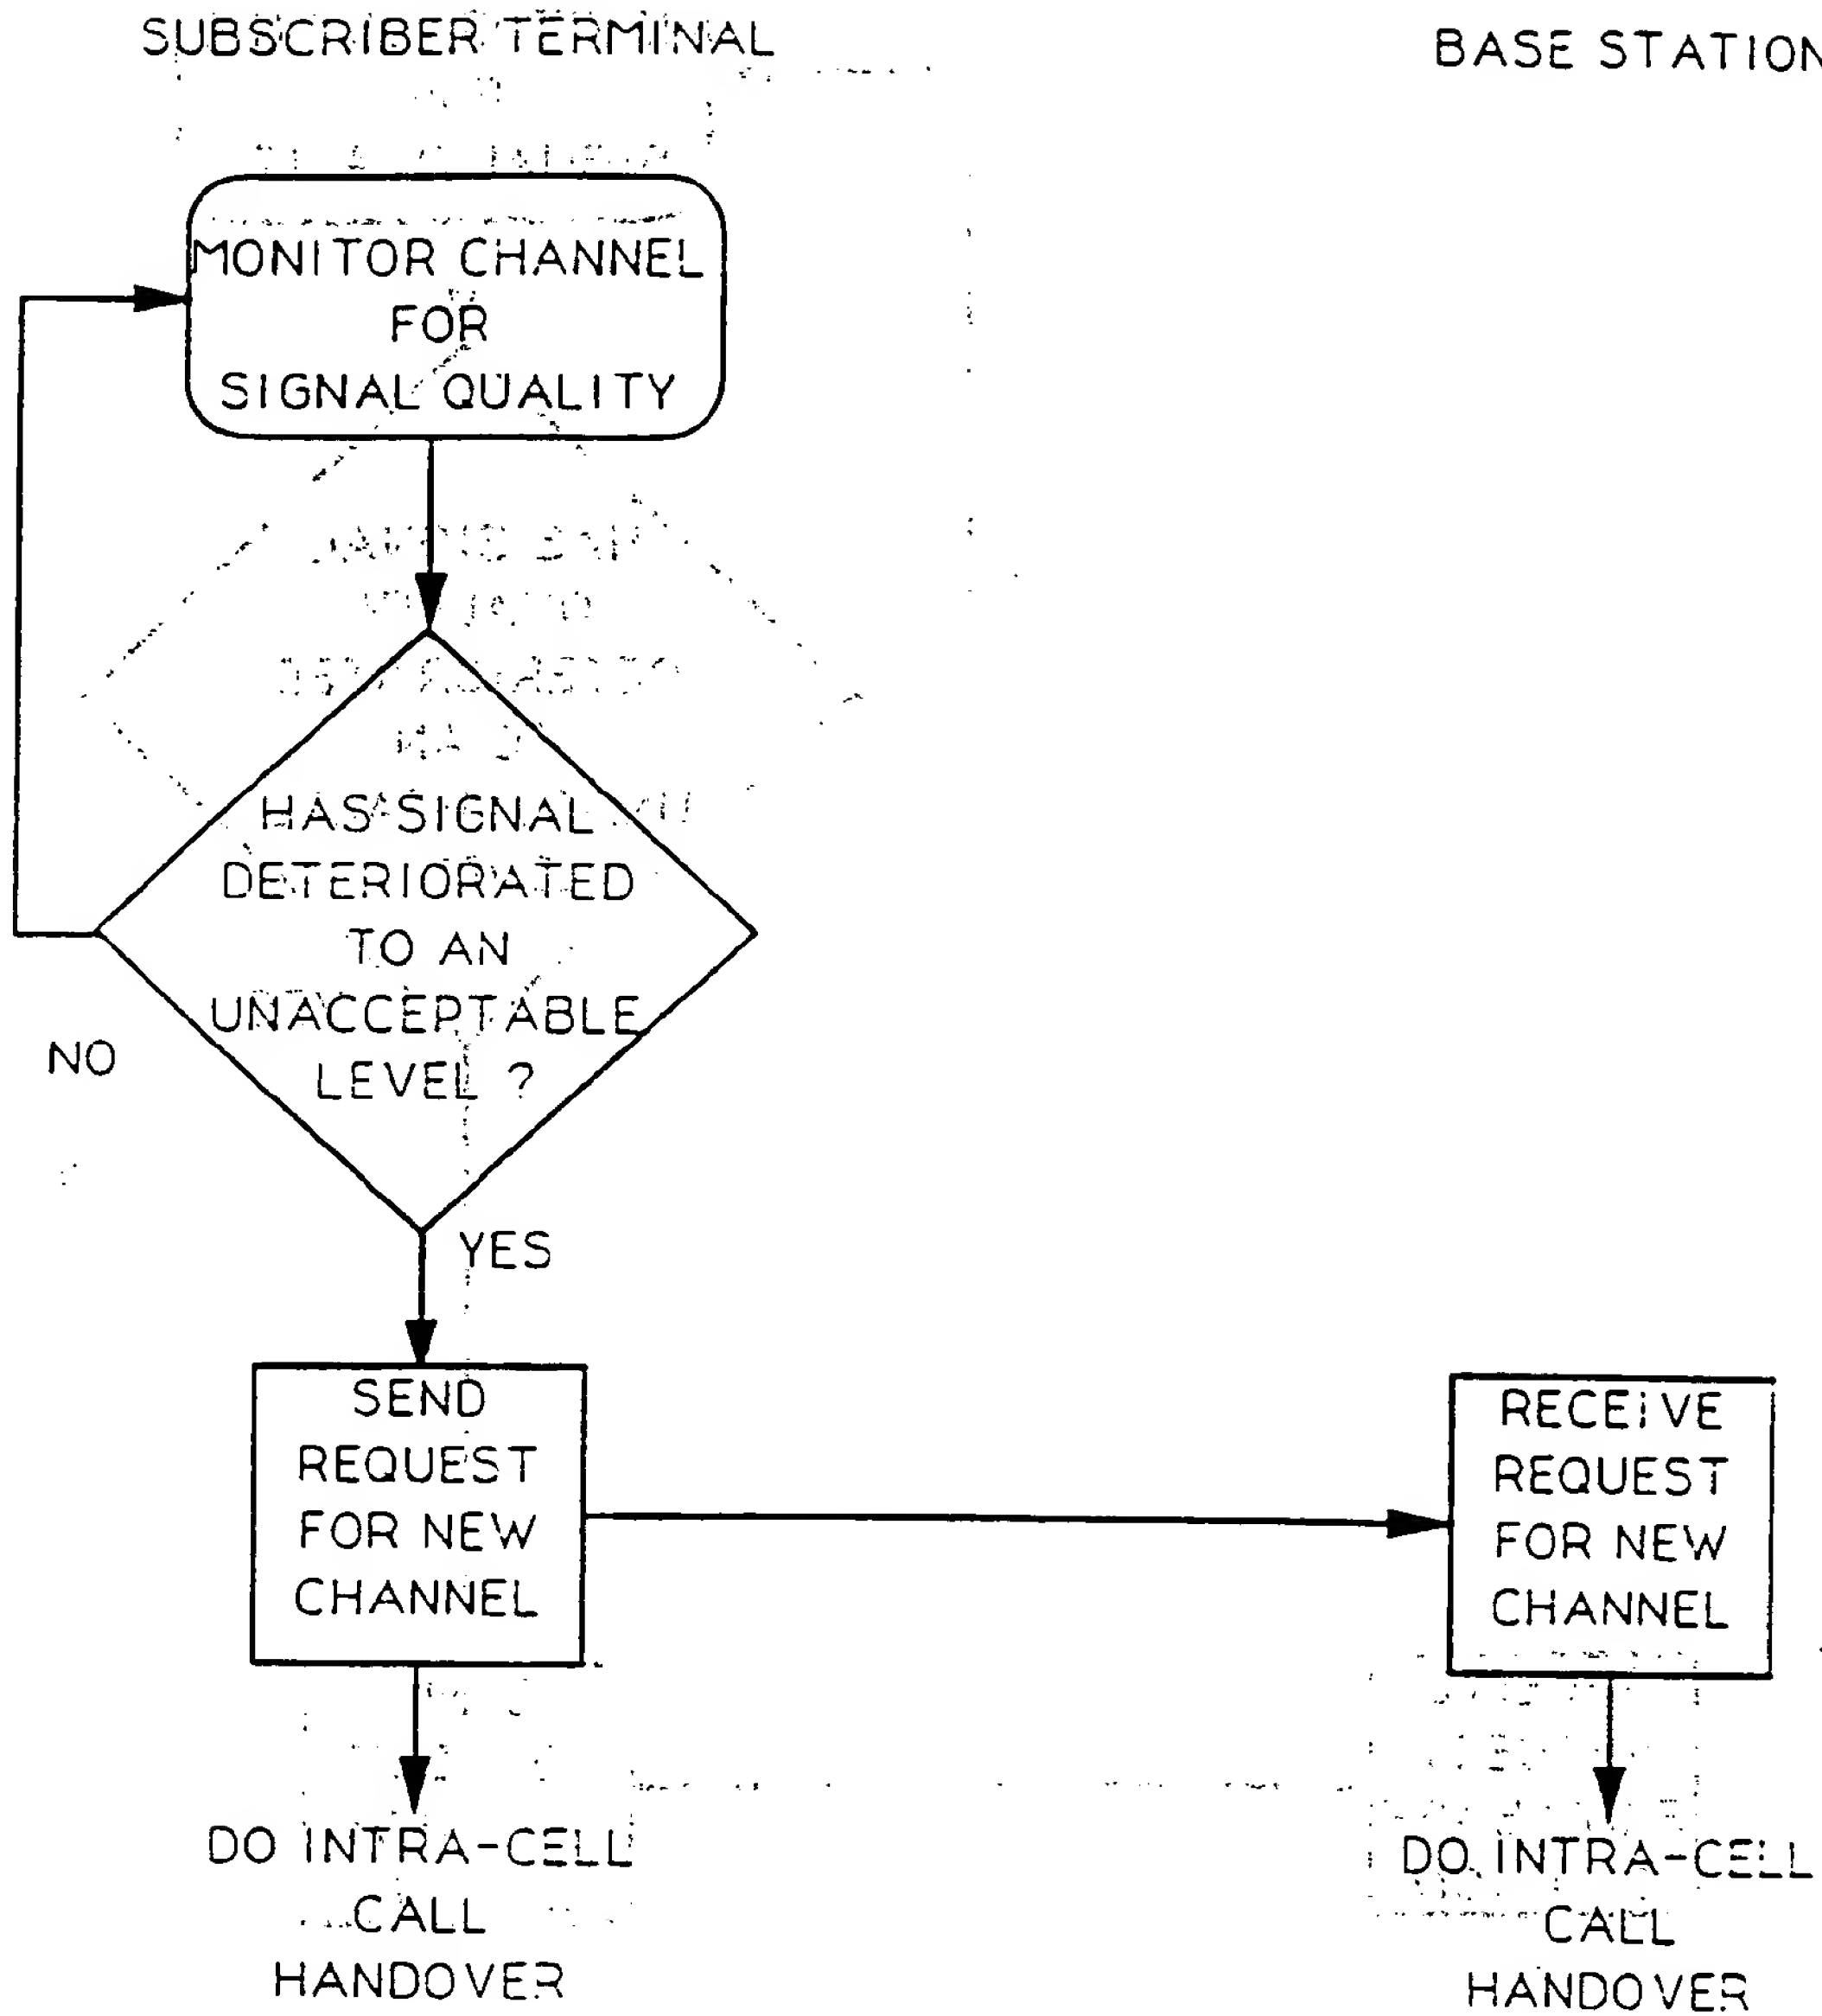 SUBSCRIBER TERMINAL
BASE STATION
MONITOR CHANNEL
FOR
SIGNAL QUALITY
HAS SIGNAL
DETERIORATED
TO AN
UNACCEPTABLE
LEVEL ?
NO
YES
SEND
REQUEST
FOR NEW
CHANNEL
RECEIVE
REQUEST
FOR NEW
CHANNEL
DO INTRA-CELL
CALL
HANDOVER
DO INTRA-CELL
CALL
HANDOVER